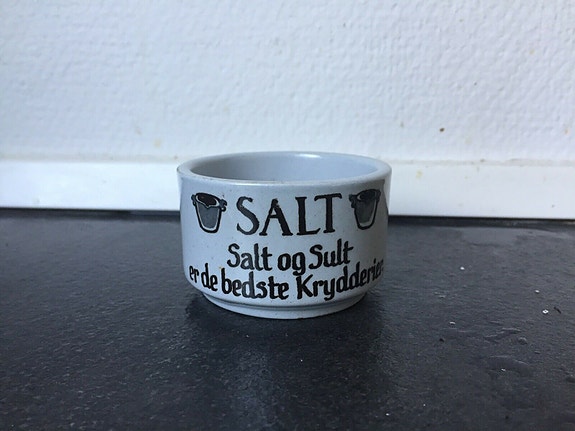 SALT
Salt og Sult
er de bedste Krydderier